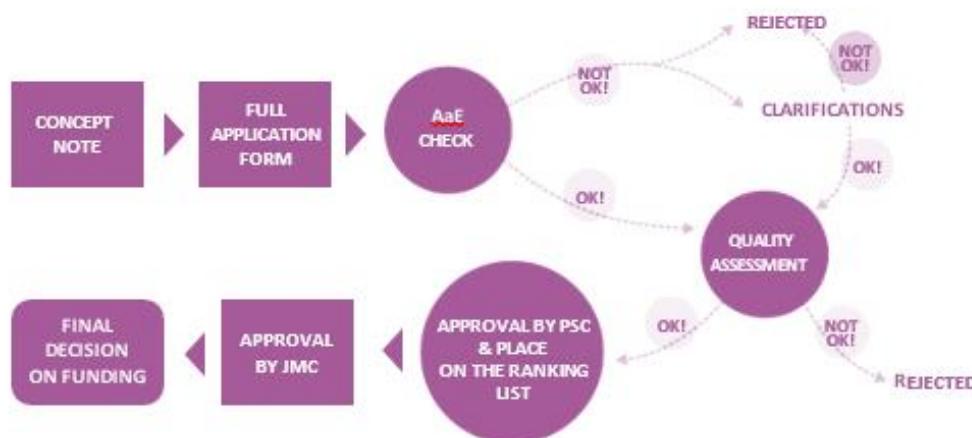 CONCEPT
NOTE
FULL
APPLICATION
FORM
AaE
CHECK
NOT
OK!
REJECTED
NOT
OK!
CLARIFICATIONS
OK!
OK!
QUALITY
ASSESSMENT
NOT
OK!
REJECTED
OK!
APPROVAL BY PSC
& PLACE
ON THE RANKING
LIST
APPROVAL
BY JMC
FINAL
DECISION
ON FUNDING